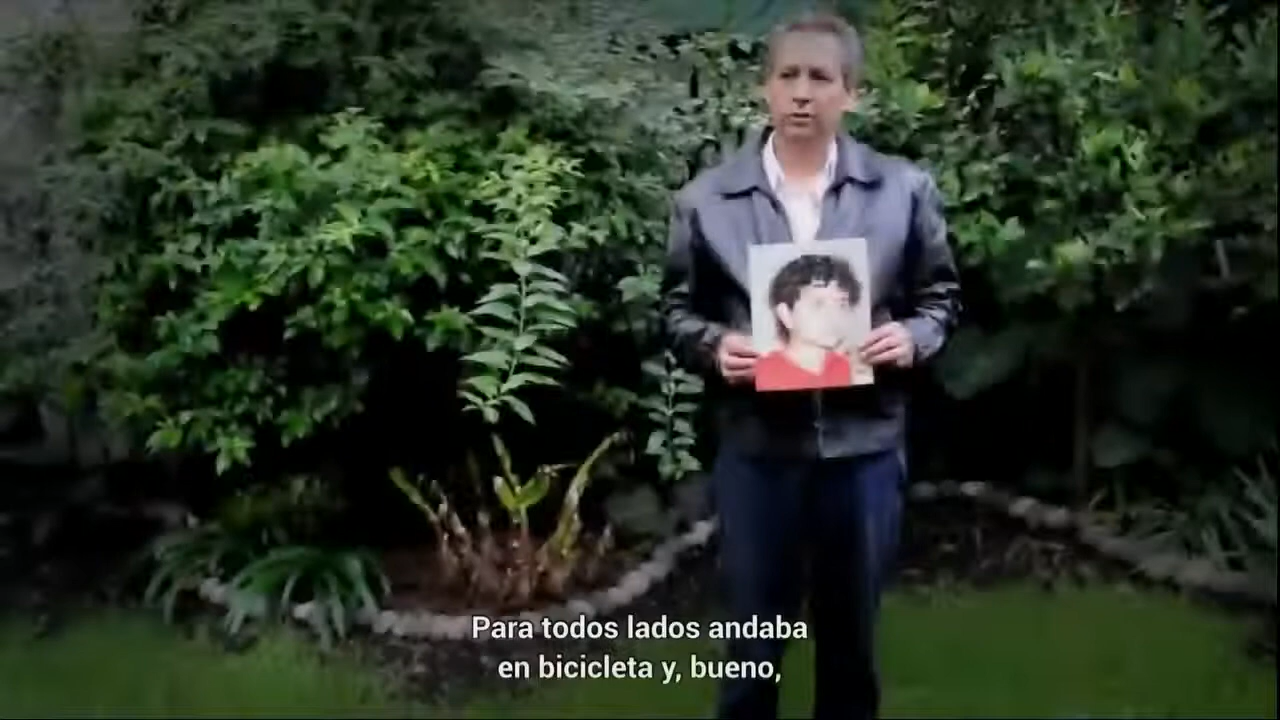 Para todos lados andaba
en bicicleta y, bueno,